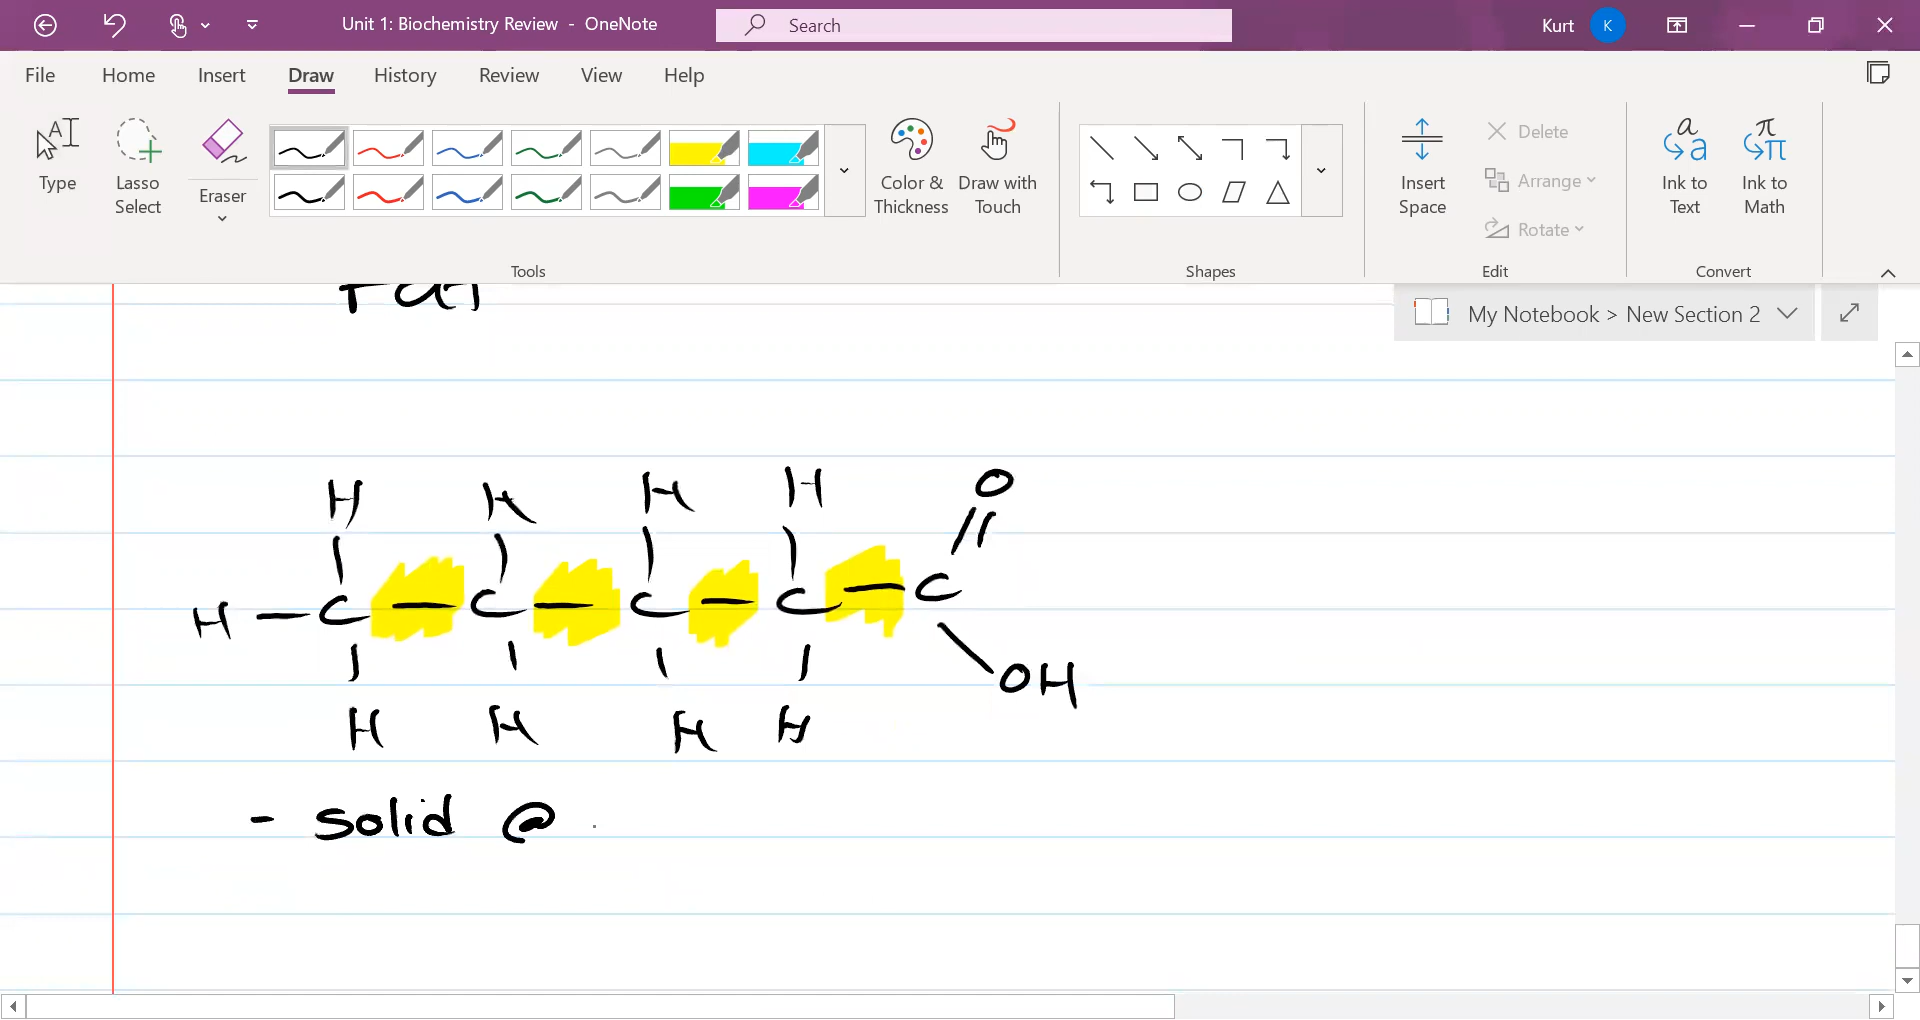 Unit 1: Biochemistry Review - OneNote
Search
Kurt K
File Home Insert Draw History Review View Help
Type
Lasso Select
Eraser
Color & Thickness
Draw with Touch
Insert Space
Delete
Arrange
Rotate
Ink to Text
Ink to Math
Tools Shapes Edit Convert
My Notebook > New Section 2
H H H H O
H — C — C — C — C — C
OH
H H H H
- solid @